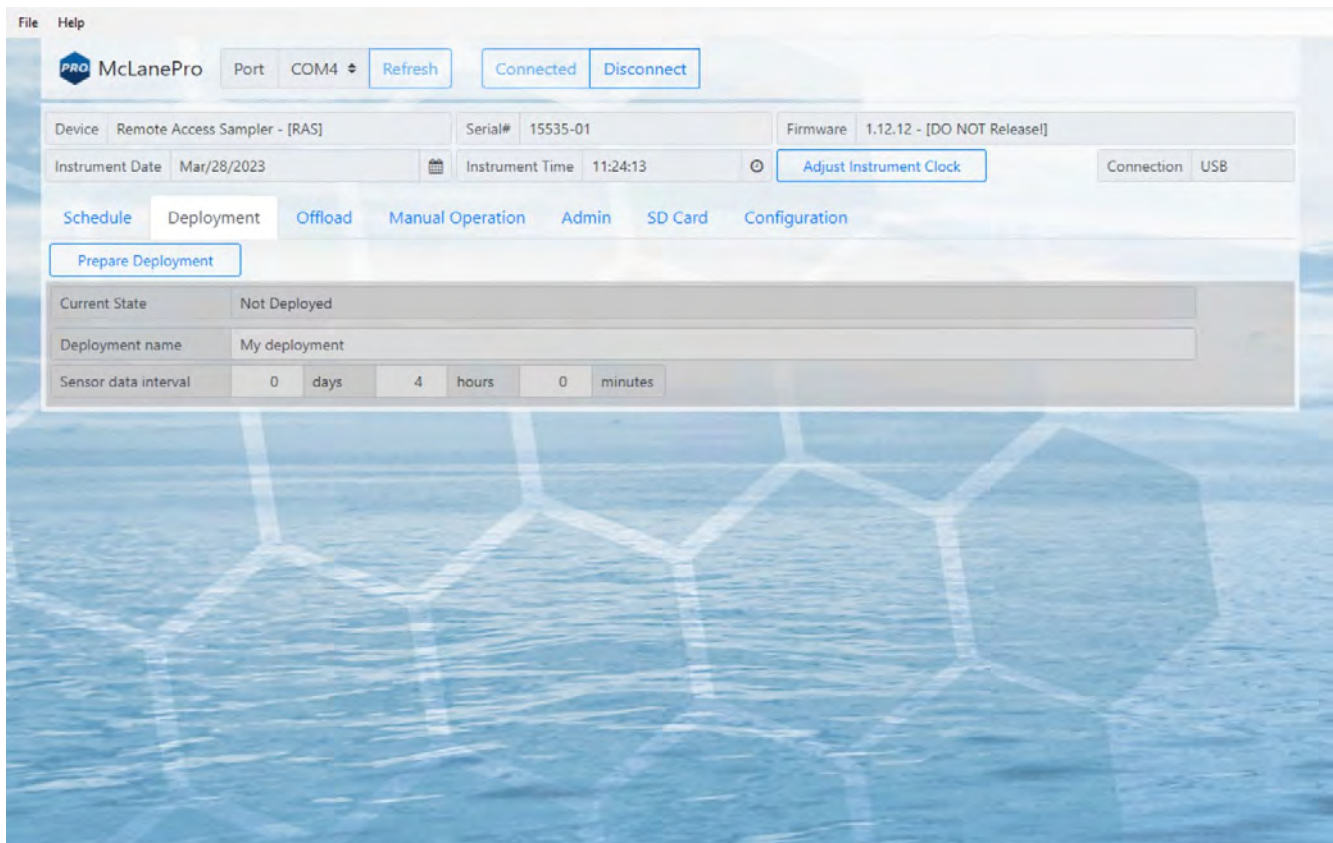 File Help
PRO McLanePro Port COM4 Refresh Connected Disconnect
Device Remote Access Sampler - [RAS] Serial# 15535-01 Firmware 1.12.12 - [DO NOT Release!]
Instrument Date Mar/28/2023 Instrument Time 11:24:13 Adjust Instrument Clock Connection USB
Schedule Deployment Offload Manual Operation Admin SD Card Configuration
Prepare Deployment
Current State Not Deployed
Deployment name My deployment
Sensor data interval 0 days 4 hours 0 minutes